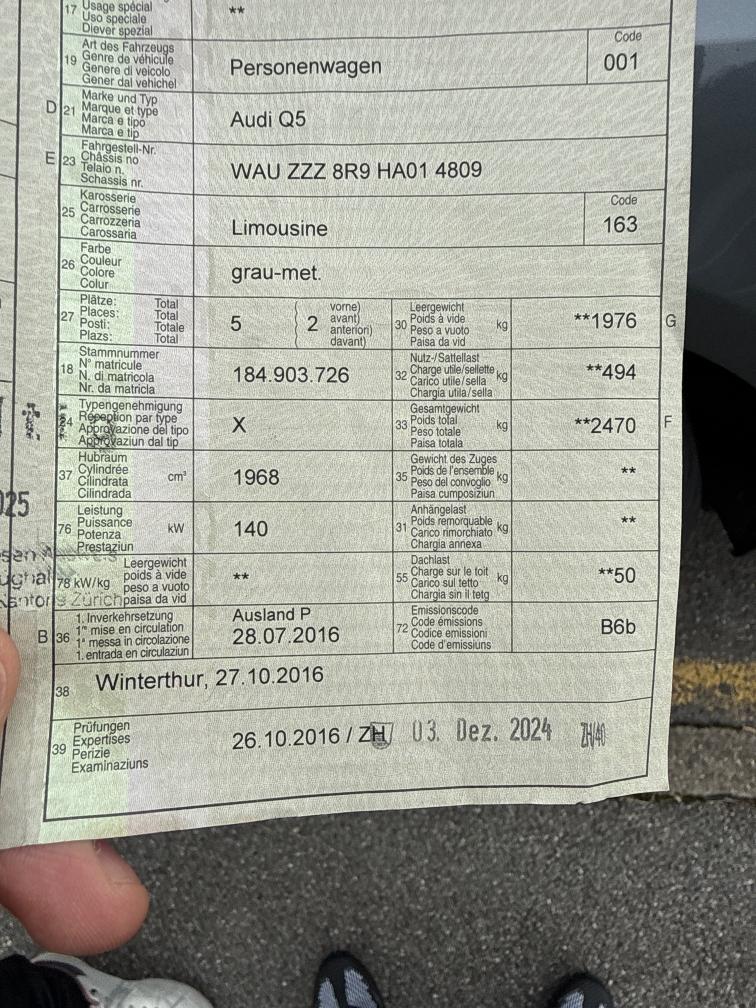 17 Usage spécial
Uso speciale
Diever spezial
**
19 Art des Fahrzeugs
Genre de véhicule
Genere di veicolo
Gener dal vehichel
Personenwagen
Code
001
D 21 Marke und Typ
Marque et type
Marca e tipo
Marca e tip
Audi Q5
E 23 Fahrgestell-Nr.
Châssis no
Telaio n.
Schassis nr.
WAU ZZZ 8R9 HA01 4809
25 Karosserie
Carrosserie
Carrozzeria
Carossaria
Limousine
Code
163
26 Farbe
Couleur
Colore
Colur
grau-met.
27 Plätze: Total
Places: Total
Posti: Totale
Plazs: Total
5 ( 2 vorne)
avant)
anteriori)
davant)
30 Leergewicht
Poids à vide
Peso a vuoto
Paisa da vid
kg
**1976 G
18 Stammnummer
N° matricule
N. di matricola
Nr. da matricla
184.903.726
32 Nutz-/Sattellast
Charge utile/sellette
Carico utile/sella
Chargia utila/sella
kg
**494
24 Typengenehmigung
Réception par type
Approvazione del tipo
Approvaziun dal tip
X
33 Gesamtgewicht
Poids total
Peso totale
Paisa totala
kg
**2470 F
37 Hubraum
Cylindrée
Cilindrata
Cilindrada
cm³
1968
35 Gewicht des Zuges
Poids de l'ensemble
Peso del convoglio
Paisa cumposiziun
kg
**
76 Leistung
Puissance
Potenza
Prestaziun
kW
140
31 Anhängelast
Poids remorquable
Carico rimorchiato
Chargia annexa
kg
**
78 kW/kg Leergewicht
poids à vide
peso a vuoto
paisa da vid
**
55 Dachlast
Charge sur le toit
Carico sul tetto
Chargia sin il tetg
kg
**50
B 36 1. Inverkehrsetzung
1re mise en circulation
1a messa in circolazione
1. entrada en circulaziun
Ausland P
28.07.2016
72 Emissionscode
Code émissions
Codice emissioni
Code d'emissiuns
B6b
38 Winterthur, 27.10.2016
39 Prüfungen
Expertises
Perizie
Examinaziuns
26.10.2016 / ZH 03. Dez. 2024 ZH/40
025
Zürich